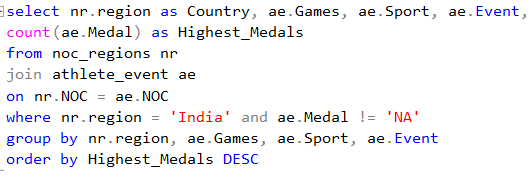 select nr.region as Country, ae.Games, ae.Sport, ae.Event,
count(ae.Medal) as Highest_Medals
from noc_regions nr
join athlete_event ae
on nr.NOC = ae.NOC
where nr.region = 'India' and ae.Medal != 'NA'
group by nr.region, ae.Games, ae.Sport, ae.Event
order by Highest_Medals DESC